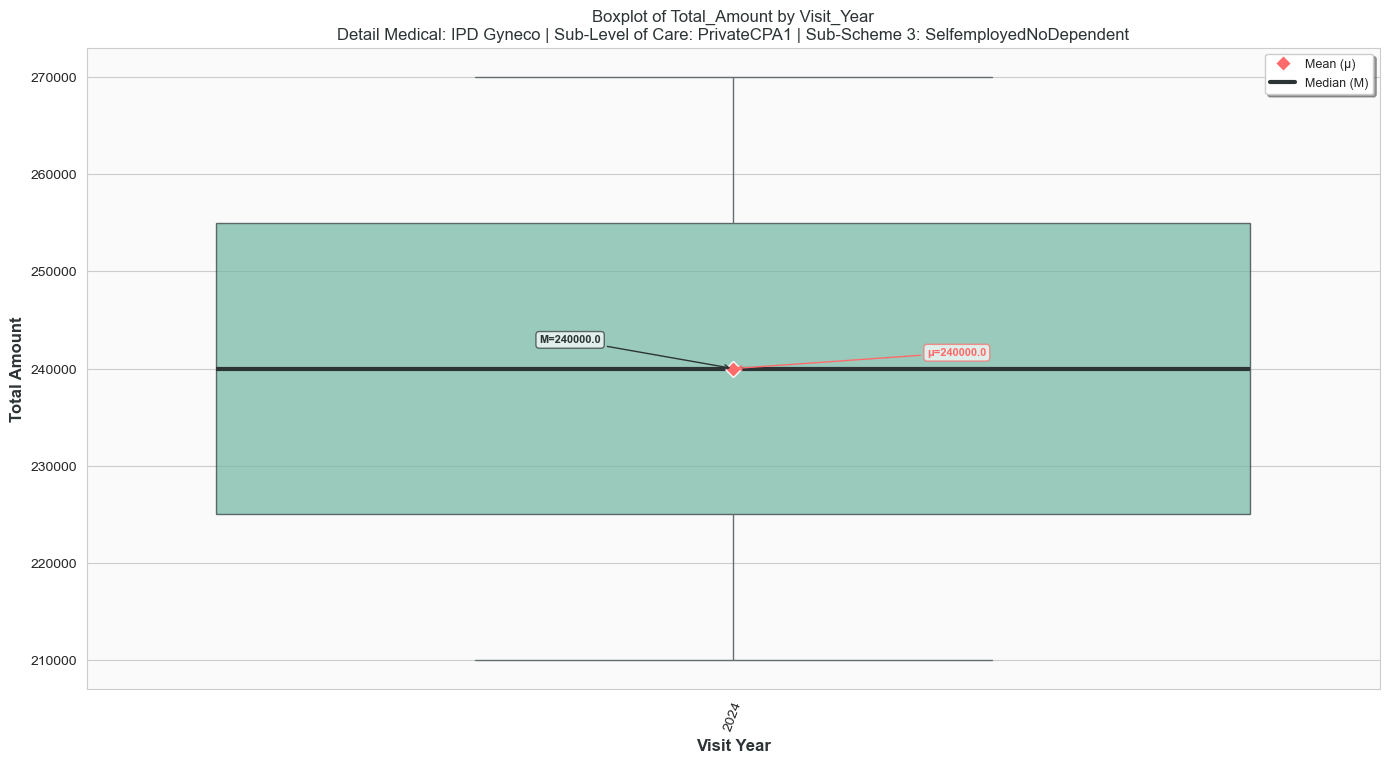 Boxplot of Total_Amount by Visit_Year
Detail Medical: IPD Gyneco | Sub-Level of Care: PrivateCPA1 | Sub-Scheme 3: SelfemployedNoDependent
Mean (μ)
Median (M)
270000
260000
250000
240000
230000
220000
210000
Total Amount
M=240000.0
μ=240000.0
2024
Visit Year